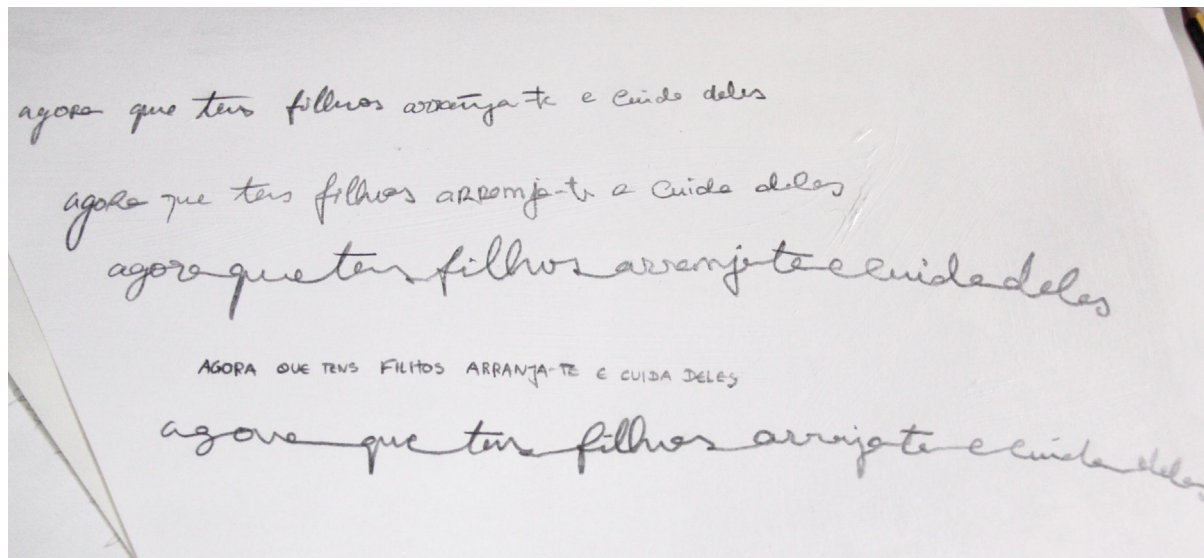 agora que tens filhos arranja-te e cuida deles
agora que tens filhos arranja-te e cuida deles
agora que tens filhos arranja te e cuida deles
AGORA QUE TENS FILHOS ARRANJA-TE E CUIDA DELES
agora que tens filhos arrajate e cuida deles